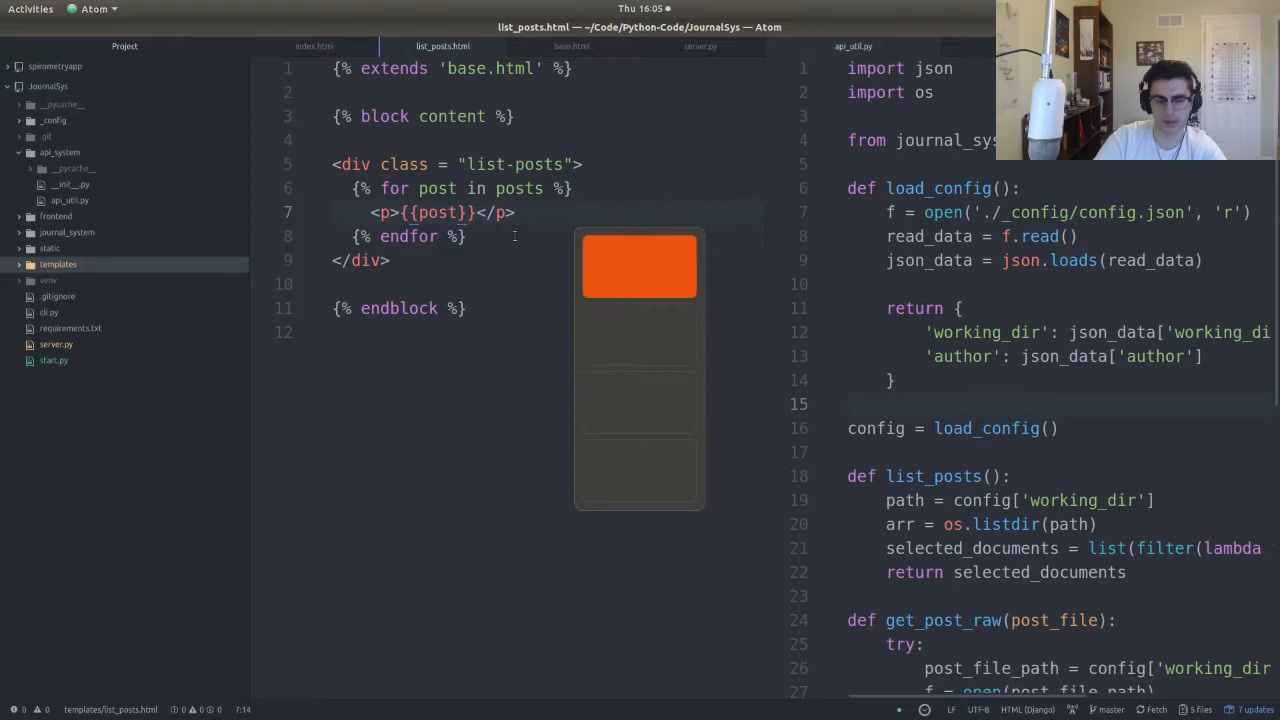 Activities
Atom
Thu 16:05
list_posts.html — ~/Code/Python-Code/JournalSys — Atom
Project
index.html
list_posts.html
base.html
server.py
api_util.py
spirometryapp
JournalSys
__pycache__
_config
.git
api_system
__pycache__
__init__.py
api_util.py
frontend
journal_system
static
templates
venv
.gitignore
cli.py
requirements.txt
server.py
start.py
1 {% extends 'base.html' %}
2
3 {% block content %}
4
5 <div class = "list-posts">
6 {% for post in posts %}
7 <p>{{post}}</p>
8 {% endfor %}
9 </div>
10
11 {% endblock %}
12
1 import json
2 import os
3
4 from journal_sy
5
6 def load_config():
7 f = open('./_config/config.json', 'r')
8 read_data = f.read()
9 json_data = json.loads(read_data)
10
11 return {
12 'working_dir': json_data['working_di
13 'author': json_data['author']
14 }
15
16 config = load_config()
17
18 def list_posts():
19 path = config['working_dir']
20 arr = os.listdir(path)
21 selected_documents = list(filter(lambda
22 return selected_documents
23
24 def get_post_raw(post_file):
25 try:
26 post_file_path = config['working_dir
27 f = open(post_file_path)
0 0 templates/list_posts.html 0 0 0 7:14
LF UTF-8 HTML (Django) master Fetch 5 files 7 updates